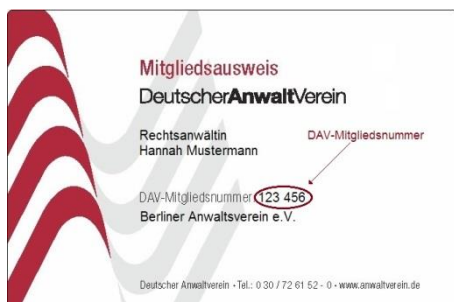 Mitgliedsausweis
DeutscherAnwaltVerein
Rechtsanwältin
Hannah Mustermann
DAV-Mitgliedsnummer
DAV-Mitgliedsnummer 123 456
Berliner Anwaltsverein e.V.
Deutscher Anwaltverein • Tel.: 0 30 / 72 61 52 - 0 • www.anwaltverein.de